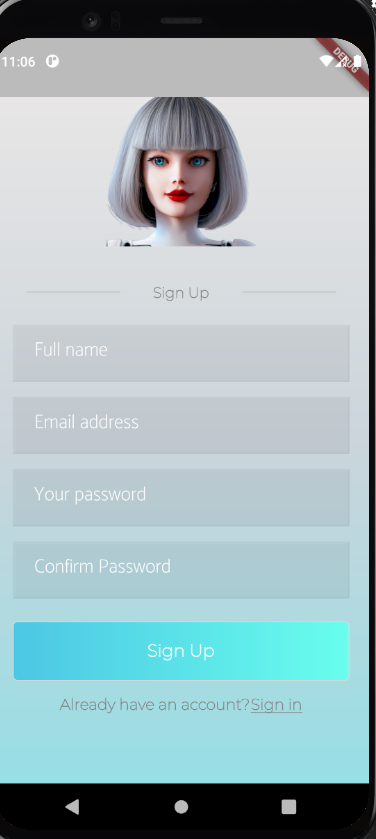 11:06
DEBUG
Sign Up
Full name
Email address
Your password
Confirm Password
Sign Up
Already have an account?Sign in